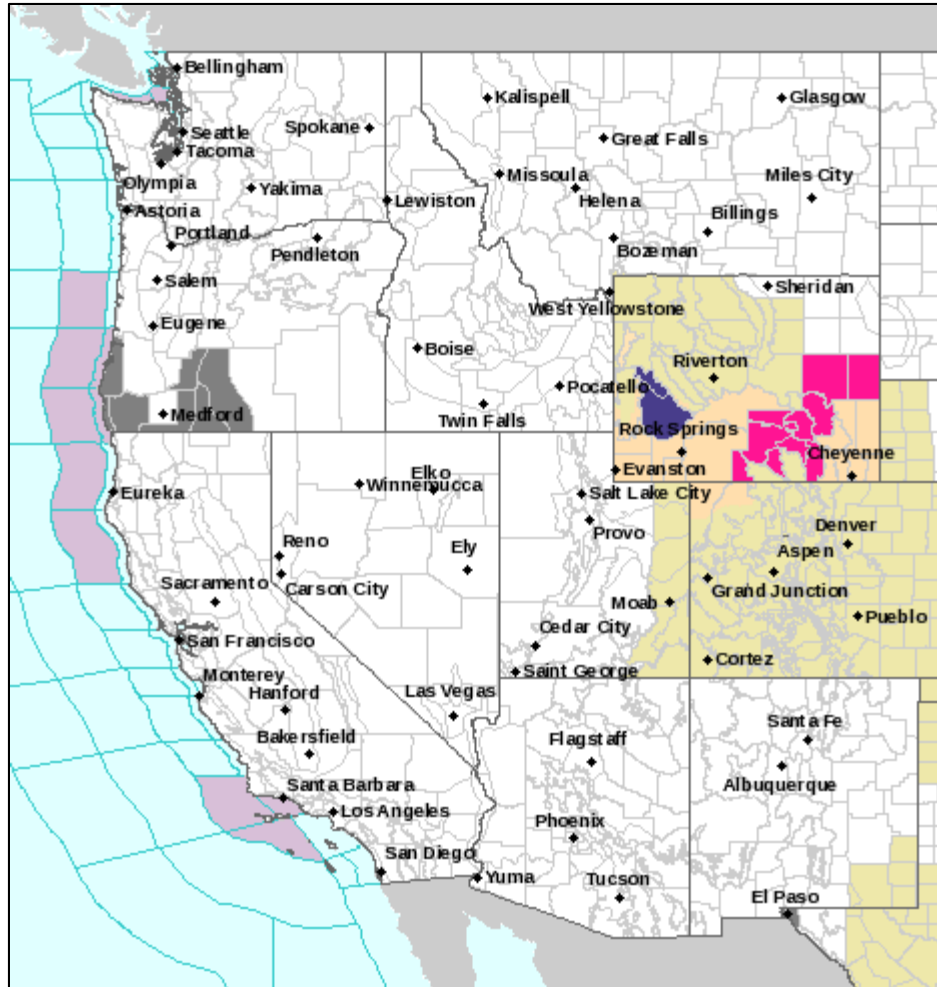 Bellingham
Kalispell
Glasgow
Seattle
Spokane
Great Falls
Tacoma
Missoula
Miles City
Olympia
Yakima
Lewiston
Helena
Astoria
Billings
Portland
Pendleton
Bozeman
Salem
Sheridan
West Yellowstone
Eugene
Boise
Riverton
Pocatello
Medford
Twin Falls
Rock Springs
Cheyenne
Elko
Evanston
Winnemucca
Eureka
Salt Lake City
Provo
Denver
Reno
Ely
Aspen
Carson City
Sacramento
Grand Junction
Moab
Pueblo
Cedar City
San Francisco
Cortez
Saint George
Monterey
Hanford
Las Vegas
Santa Fe
Bakersfield
Flagstaff
Albuquerque
Santa Barbara
Los Angeles
Phoenix
San Diego
Yuma
Tucson
El Paso